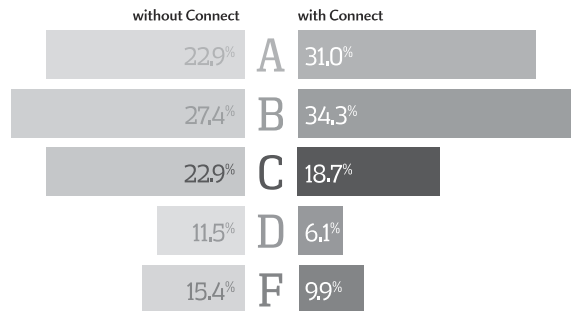 without Connect with Connect
22.9% A 31.0%
27.4% B 34.3%
22.9% C 18.7%
11.5% D 6.1%
15.4% F 9.9%